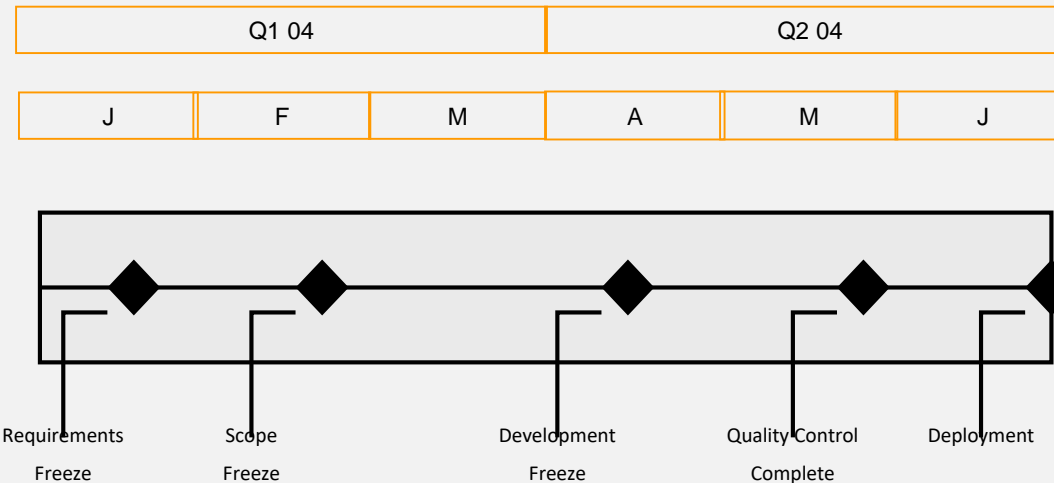 Q1 04 Q2 04
J F M A M J
Requirements Scope Development Quality Control Deployment
Freeze Freeze Freeze Complete